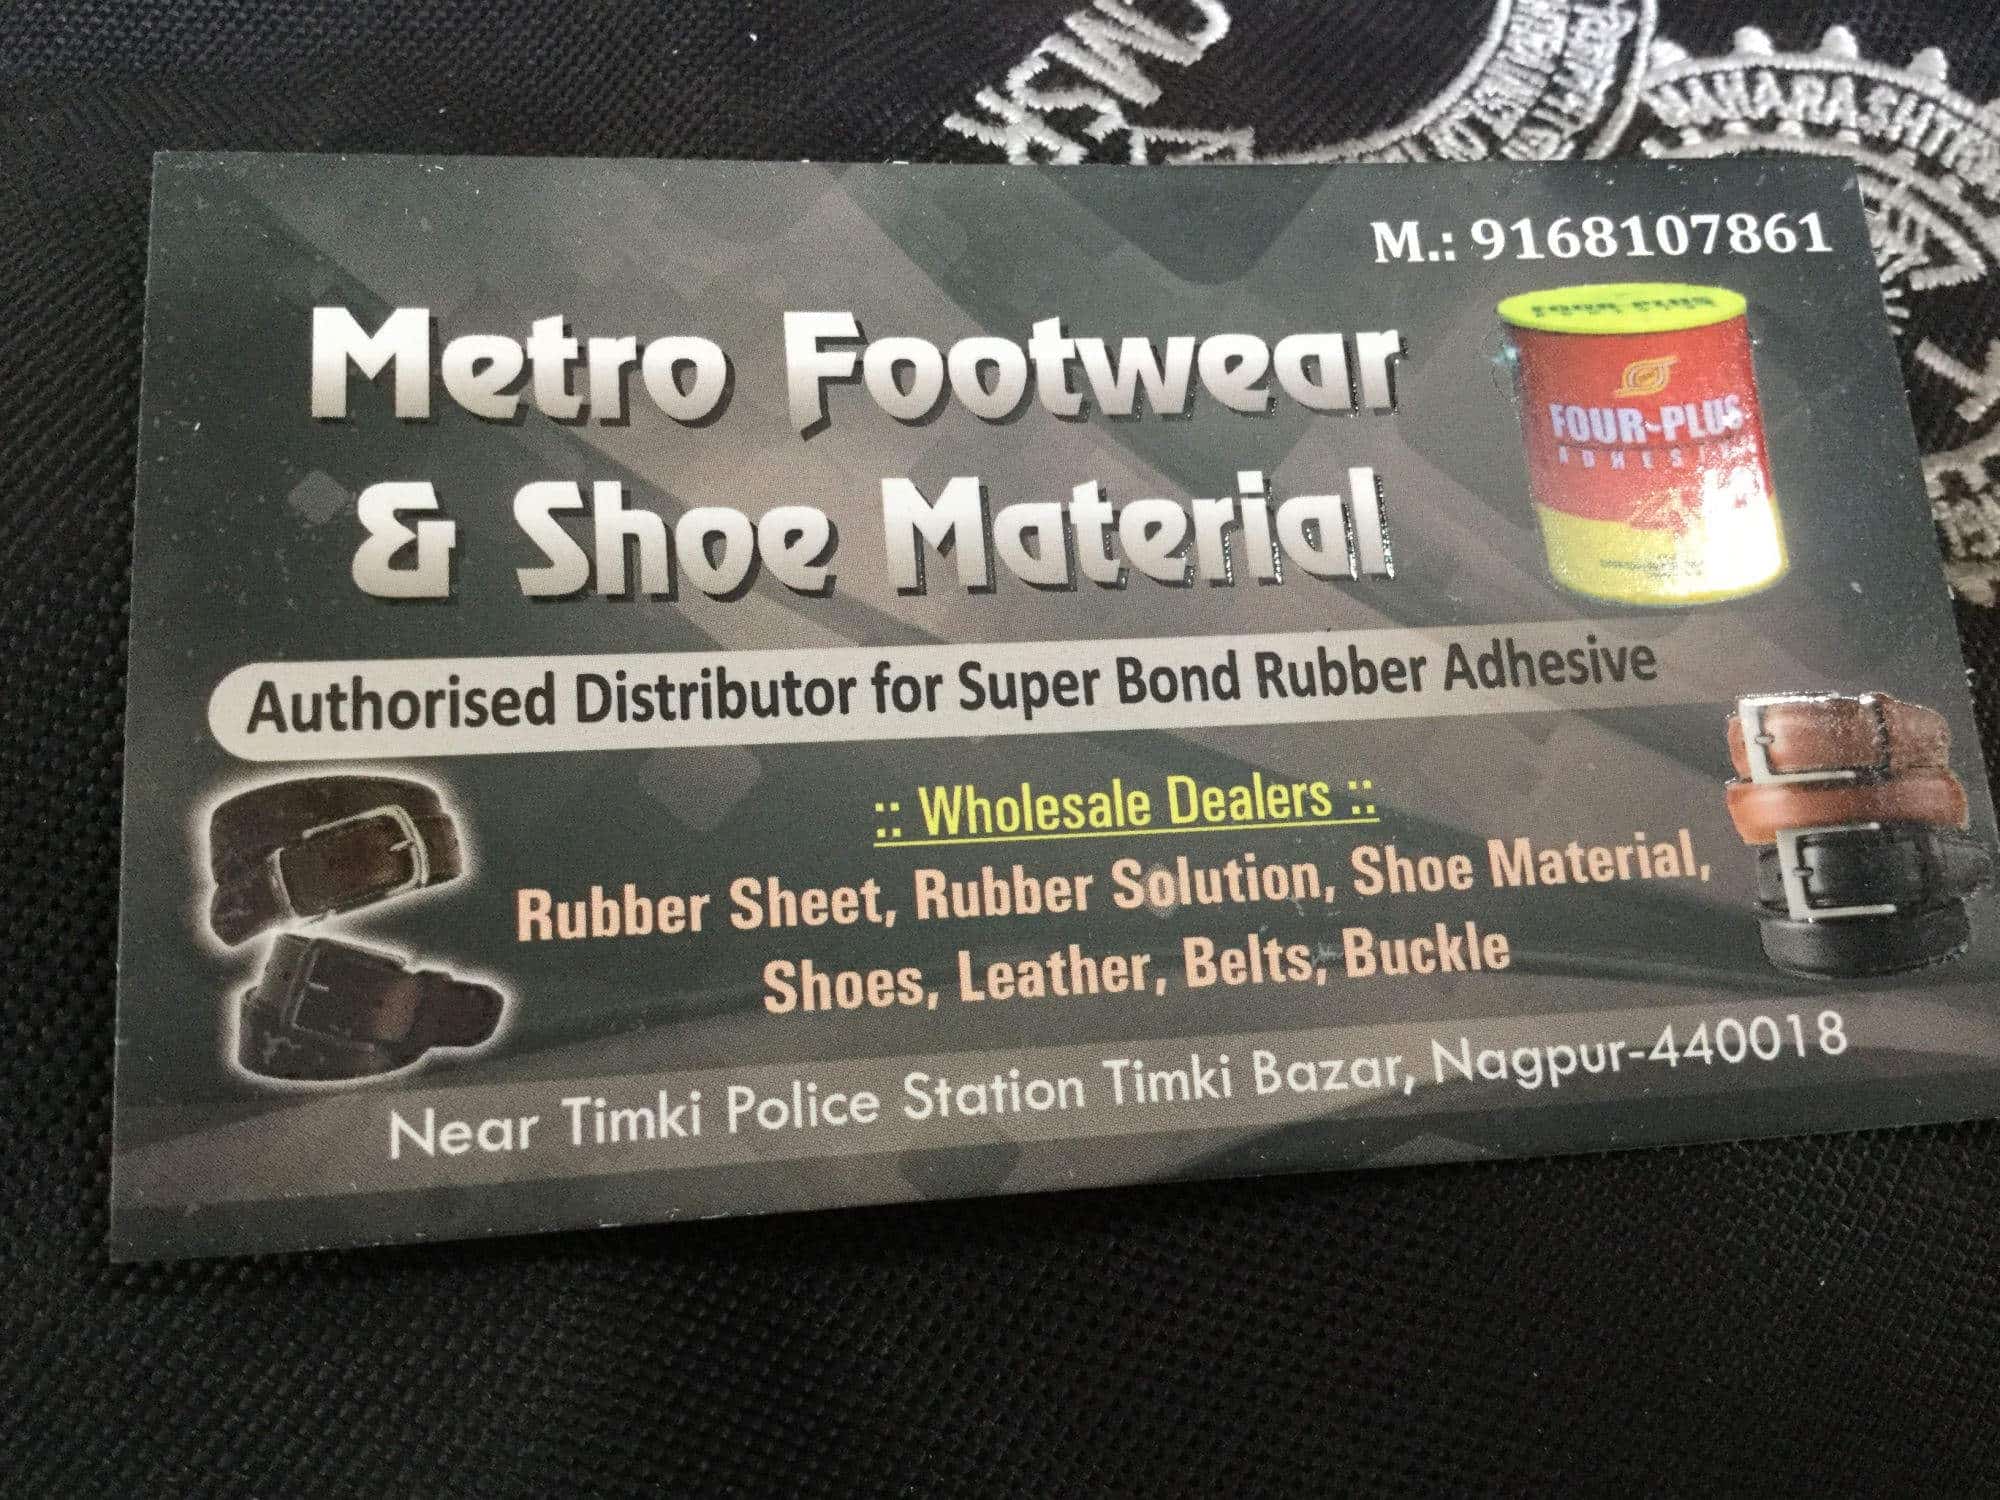 MAHARASHTRA
M.: 9168107861
Metro Footwear
& Shoe Material
FOUR-PLUS
Authorised Distributor for Super Bond Rubber Adhesive
:: Wholesale Dealers ::
Rubber Sheet, Rubber Solution, Shoe Material,
Shoes, Leather, Belts, Buckle
Near Timki Police Station Timki Bazar, Nagpur-440018